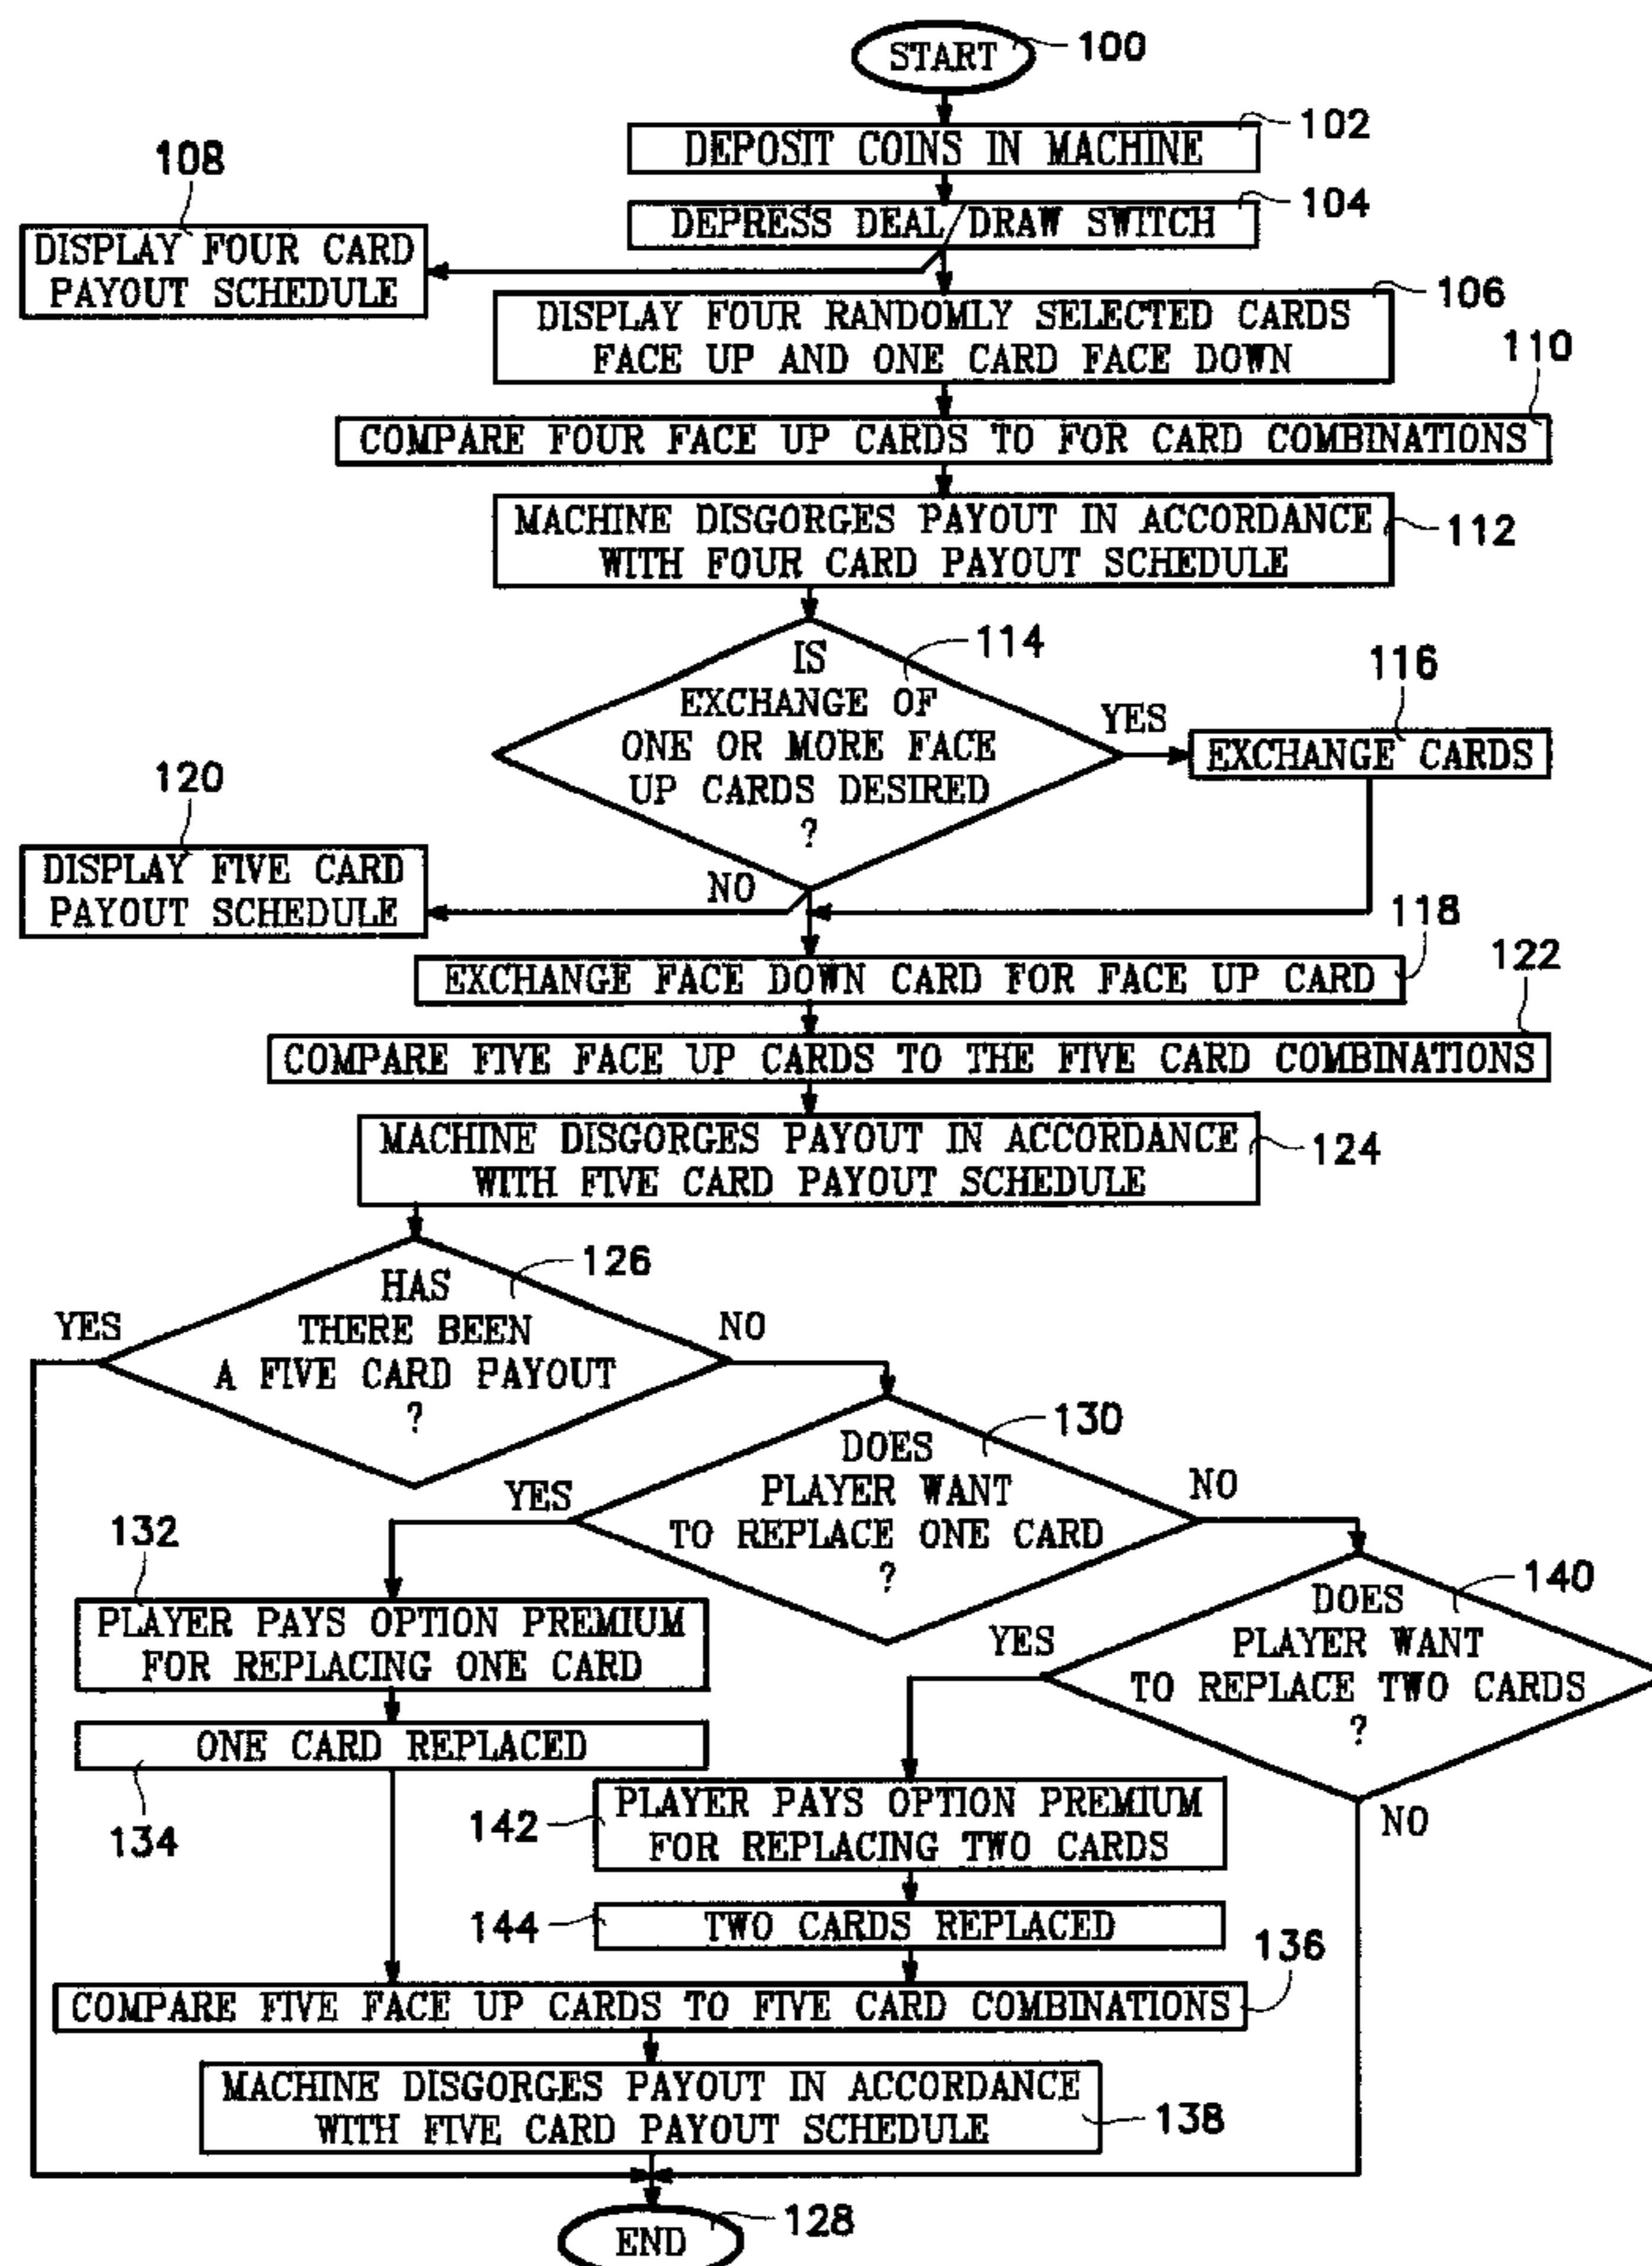 START
100
DEPOSIT COINS IN MACHINE
102
108
DEPRESS DEAL/DRAW SWITCH
104
DISPLAY FOUR CARD
PAYOUT SCHEDULE
DISPLAY FOUR RANDOMLY SELECTED CARDS
FACE UP AND ONE CARD FACE DOWN
106
110
COMPARE FOUR FACE UP CARDS TO FOR CARD COMBINATIONS
MACHINE DISGORGES PAYOUT IN ACCORDANCE
WITH FOUR CARD PAYOUT SCHEDULE
112
IS
EXCHANGE OF
ONE OR MORE FACE
UP CARDS DESIRED
?
114
YES
116
EXCHANGE CARDS
120
DISPLAY FIVE CARD
PAYOUT SCHEDULE
NO
118
EXCHANGE FACE DOWN CARD FOR FACE UP CARD
122
COMPARE FIVE FACE UP CARDS TO THE FIVE CARD COMBINATIONS
MACHINE DISGORGES PAYOUT IN ACCORDANCE
WITH FIVE CARD PAYOUT SCHEDULE
124
HAS
THERE BEEN
A FIVE CARD PAYOUT
?
126
YES
NO
DOES
PLAYER WANT
TO REPLACE ONE CARD
?
130
YES
NO
132
PLAYER PAYS OPTION PREMIUM
FOR REPLACING ONE CARD
DOES
PLAYER WANT
TO REPLACE TWO CARDS
?
140
YES
NO
ONE CARD REPLACED
134
142
PLAYER PAYS OPTION PREMIUM
FOR REPLACING TWO CARDS
144
TWO CARDS REPLACED
136
COMPARE FIVE FACE UP CARDS TO FIVE CARD COMBINATIONS
MACHINE DISGORGES PAYOUT IN ACCORDANCE
WITH FIVE CARD PAYOUT SCHEDULE
138
END
128